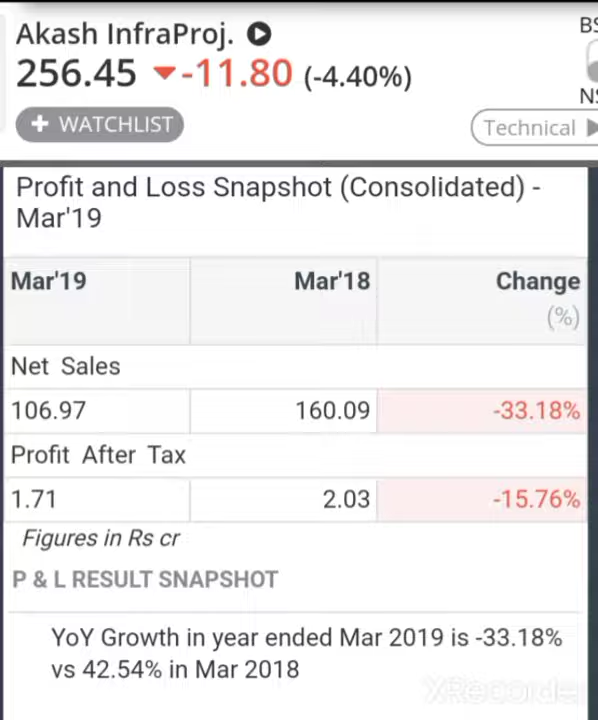 Akash InfraProj.
BS
256.45 -11.80 (-4.40%)
NS
+ WATCHLIST
Technical
Profit and Loss Snapshot (Consolidated) -
Mar'19
Mar'19 Mar'18 Change
(%)
Net Sales
106.97 160.09 -33.18%
Profit After Tax
1.71 2.03 -15.76%
Figures in Rs cr
P & L RESULT SNAPSHOT
YoY Growth in year ended Mar 2019 is -33.18%
vs 42.54% in Mar 2018
XRecorder